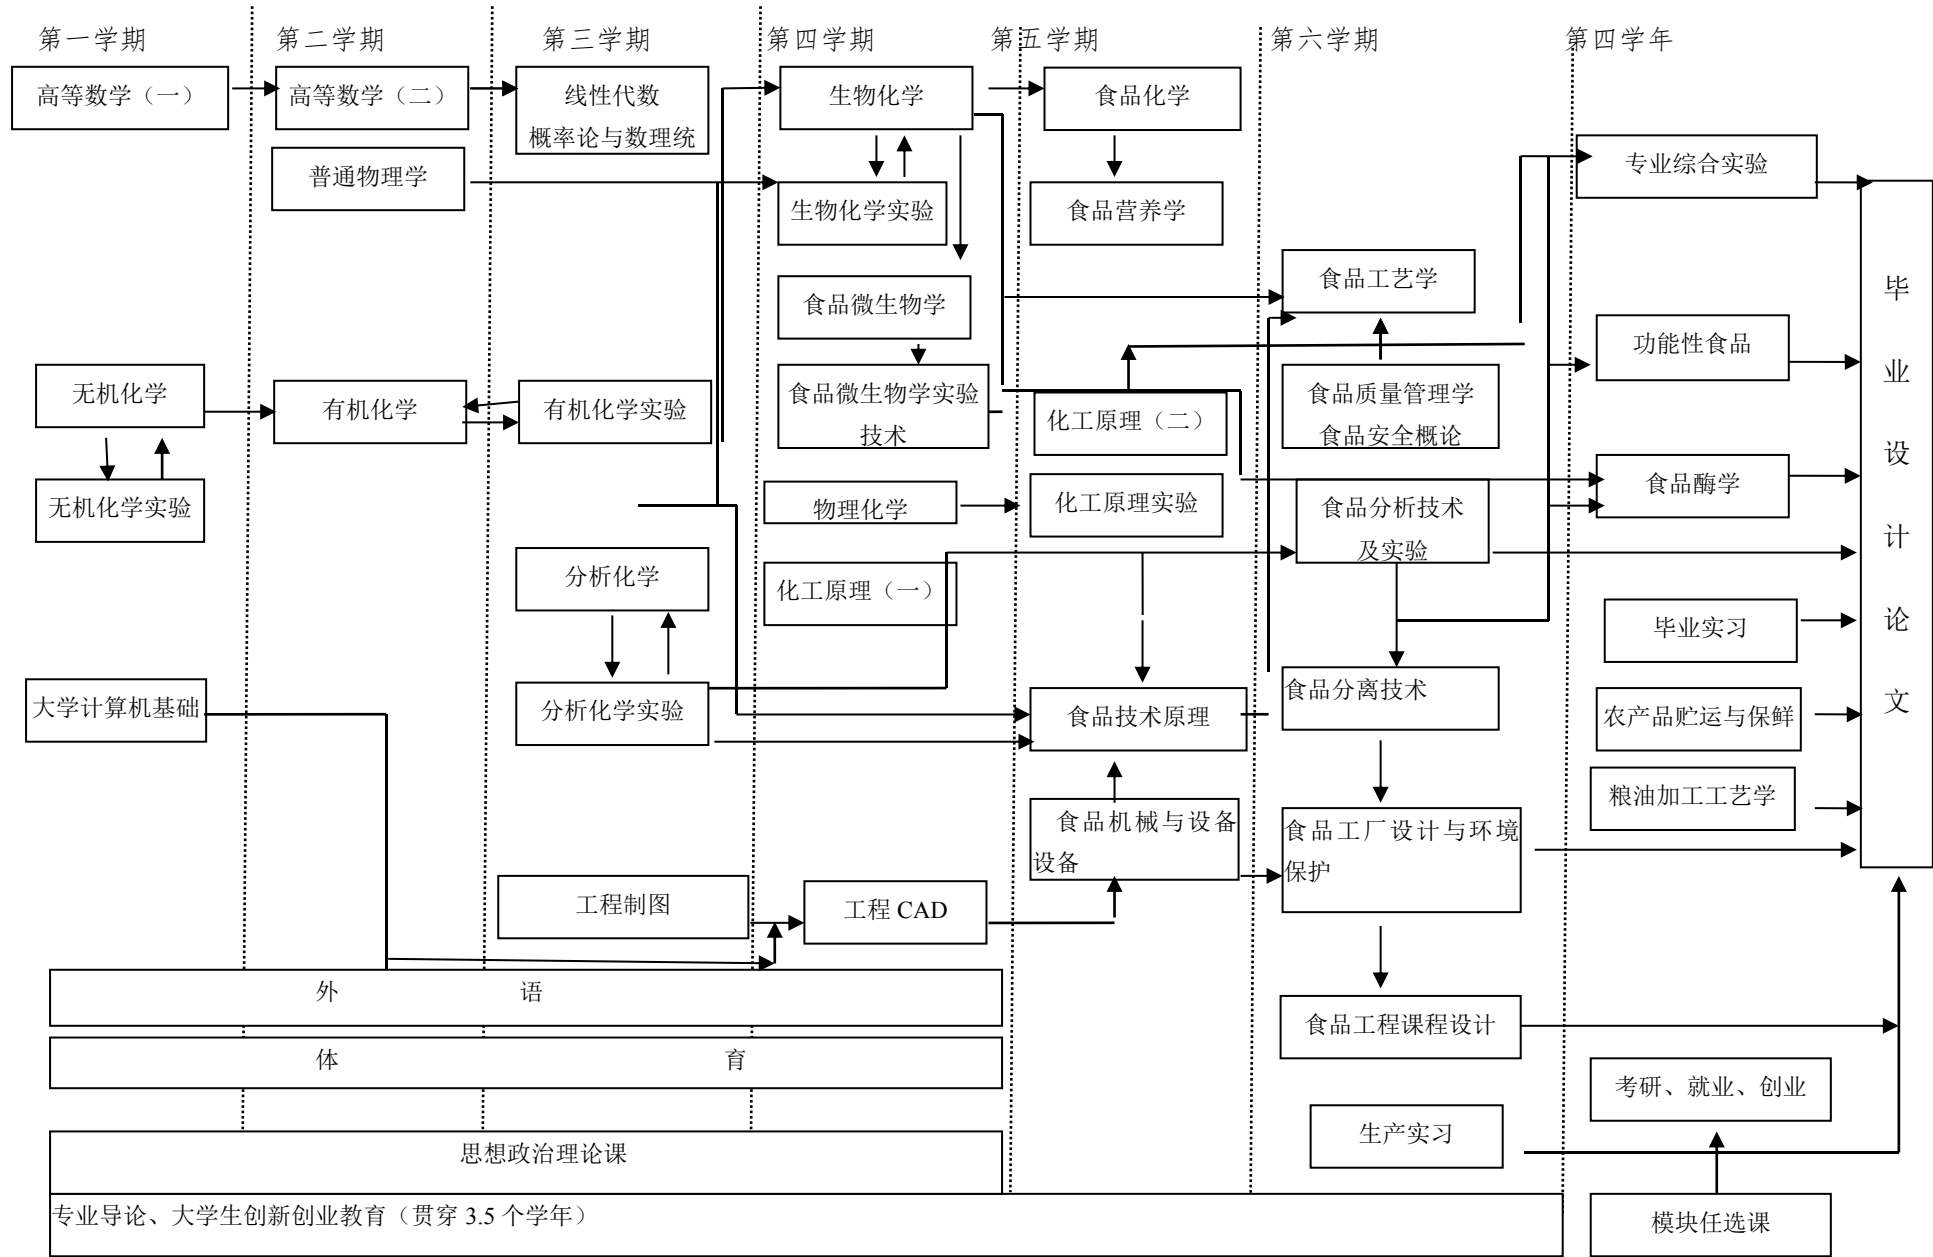 第一学期
第二学期
第三学期
第四学期
第五学期
第六学期
第四学年
高等数学（一）
高等数学（二）
线性代数
概率论与数理统
生物化学
食品化学
普通物理学
生物化学实验
食品营养学
专业综合实验
食品微生物学
食品工艺学
功能性食品
无机化学
有机化学
有机化学实验
食品微生物学实验
技术
化工原理（二）
食品质量管理学
食品安全概论
食品酶学
无机化学实验
物理化学
化工原理实验
食品分析技术
及实验
分析化学
化工原理（一）
毕业实习
大学计算机基础
分析化学实验
食品技术原理
食品分离技术
农产品贮运与保鲜
粮油加工工艺学
食品机械与设备
设备
食品工厂设计与环境
保护
工程制图
工程 CAD
毕
业
设
计
论
文
外 语
食品工程课程设计
体 育
考研、就业、创业
生产实习
思想政治理论课
专业导论、大学生创新创业教育（贯穿 3.5 个学年）
模块任选课